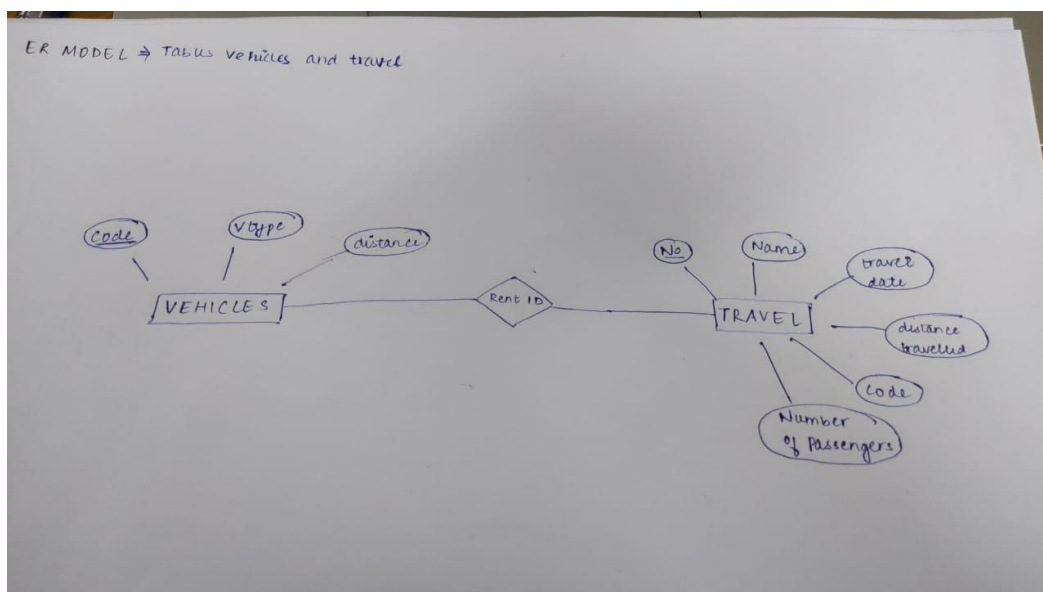 ER MODEL ⇒ Tables vehicles and travel
code
vtype
distance
VEHICLES
Rent ID
No
Name
travel
date
TRAVEL
distance
travelled
code
Number
of Passengers